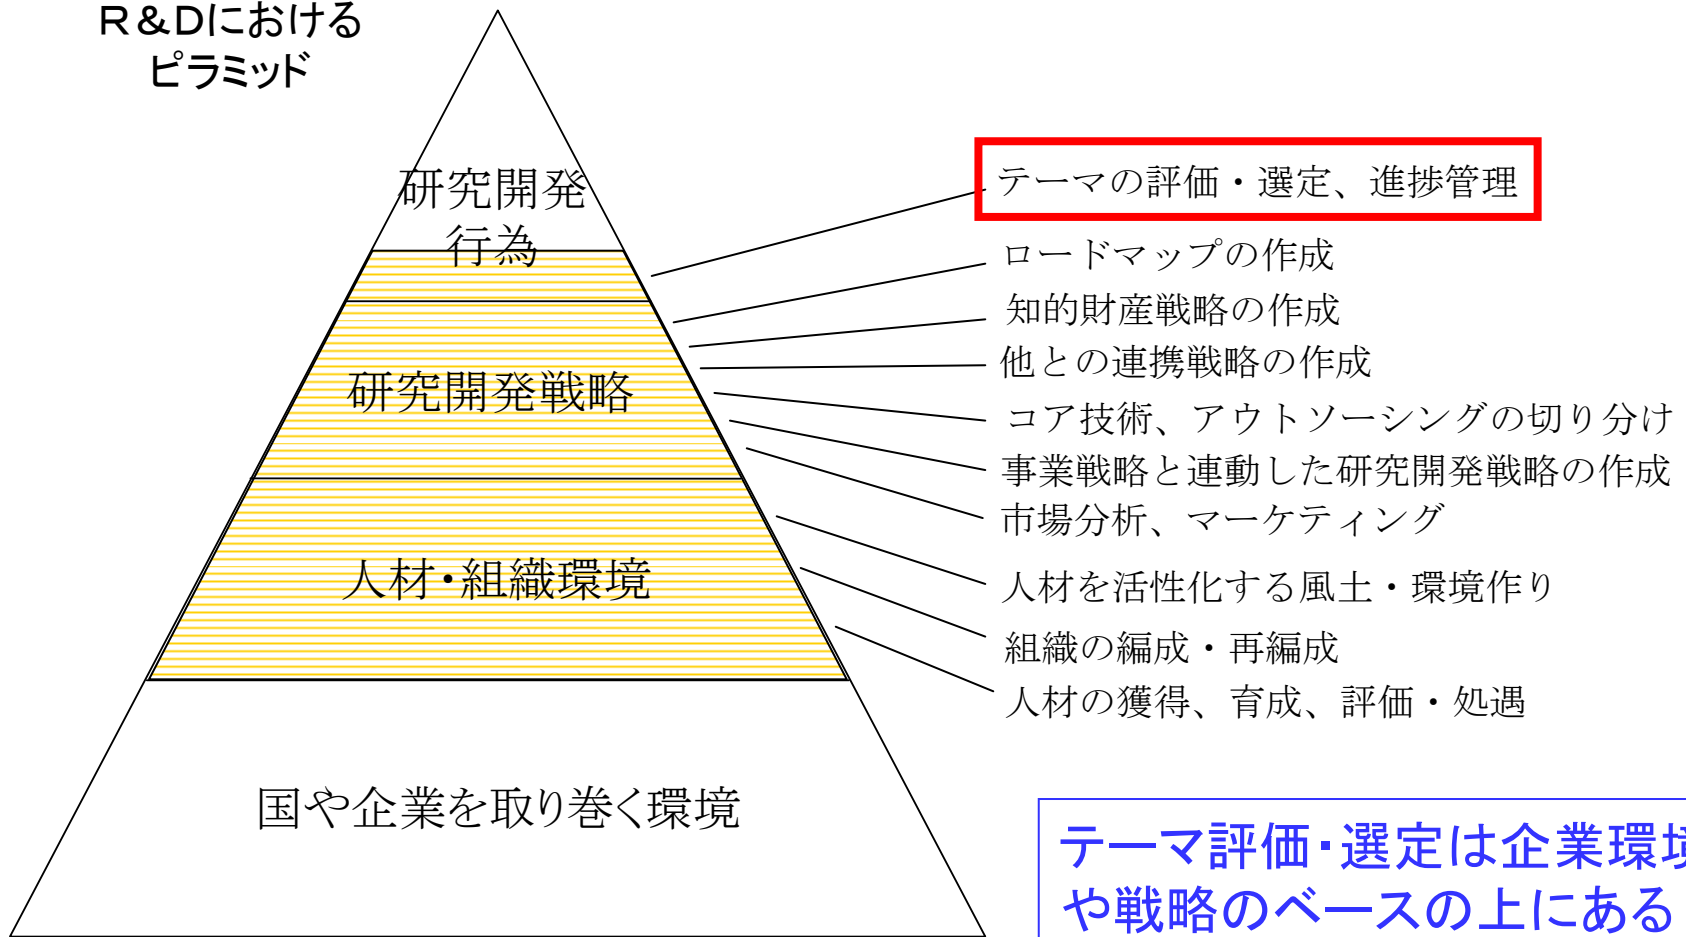 R&Dにおける
ピラミッド
研究開発
行為
研究開発戦略
人材・組織環境
国や企業を取り巻く環境
テーマの評価・選定、進捗管理
ロードマップの作成
知的財産戦略の作成
他との連携戦略の作成
コア技術、アウトソーシングの切り分け
事業戦略と連動した研究開発戦略の作成
市場分析、マーケティング
人材を活性化する風土・環境作り
組織の編成・再編成
人材の獲得、育成、評価・処遇
テーマ評価・選定は企業環境
や戦略のベースの上にある